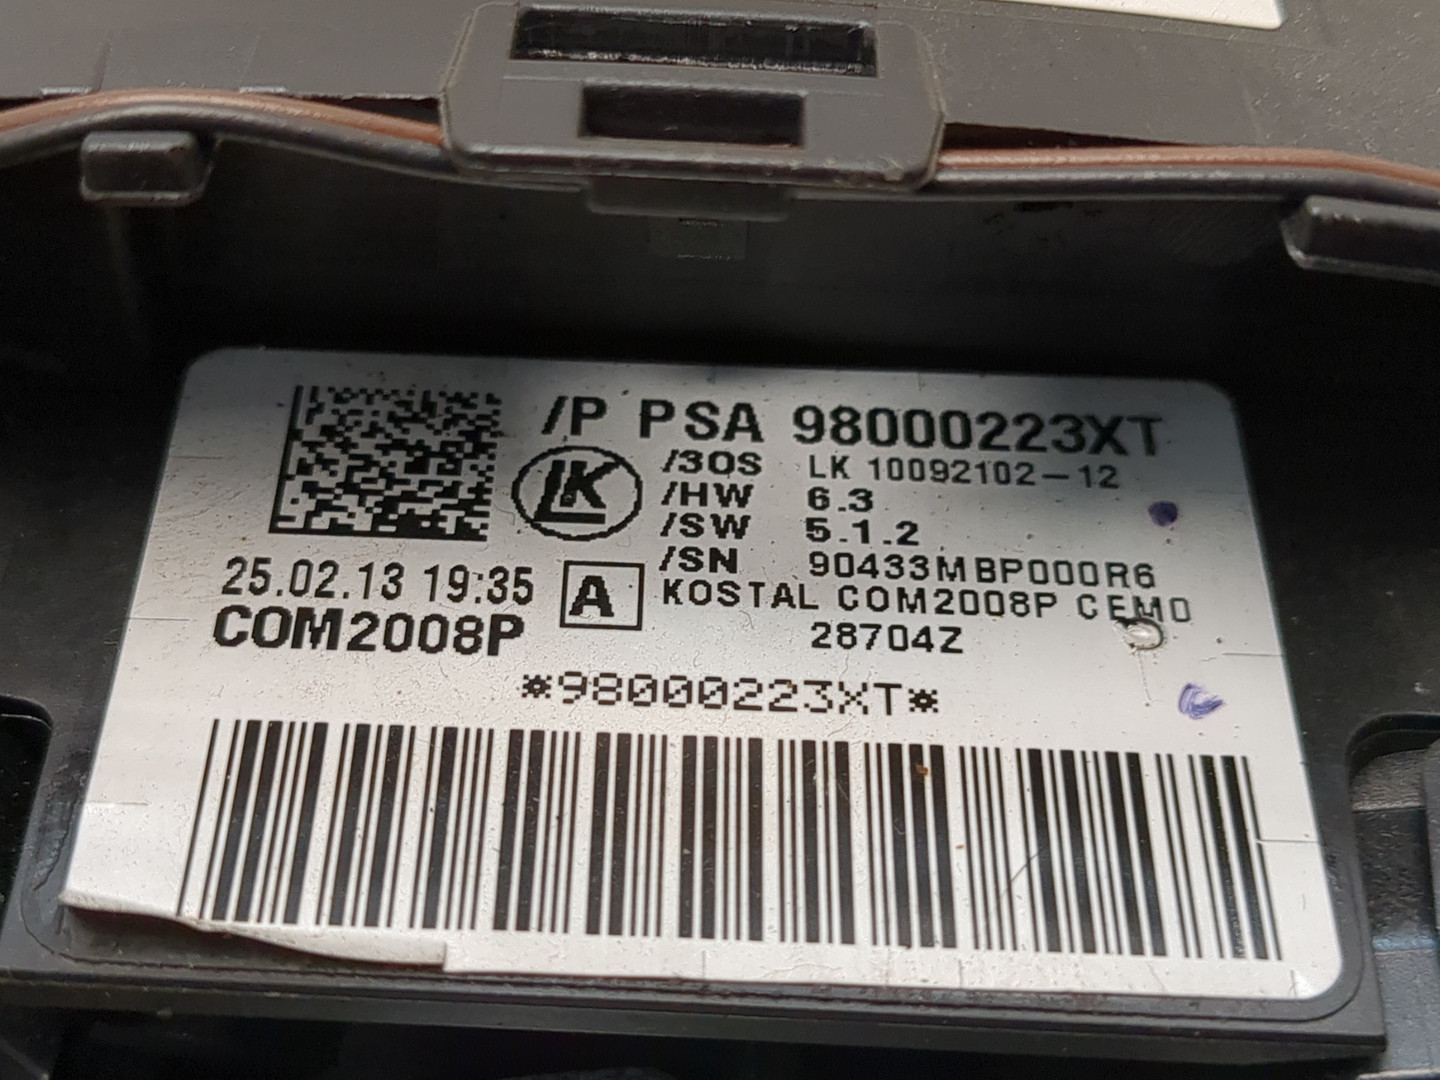 /P PSA 98000223XT
/30S LK 10092102-12
LK
/HW 6.3
/SW 5.1.2
/SN 90433MBP000R6
25.02.13 19:35
A
KOSTAL COM2008P CEM0
COM2008P
28704Z
*98000223XT*